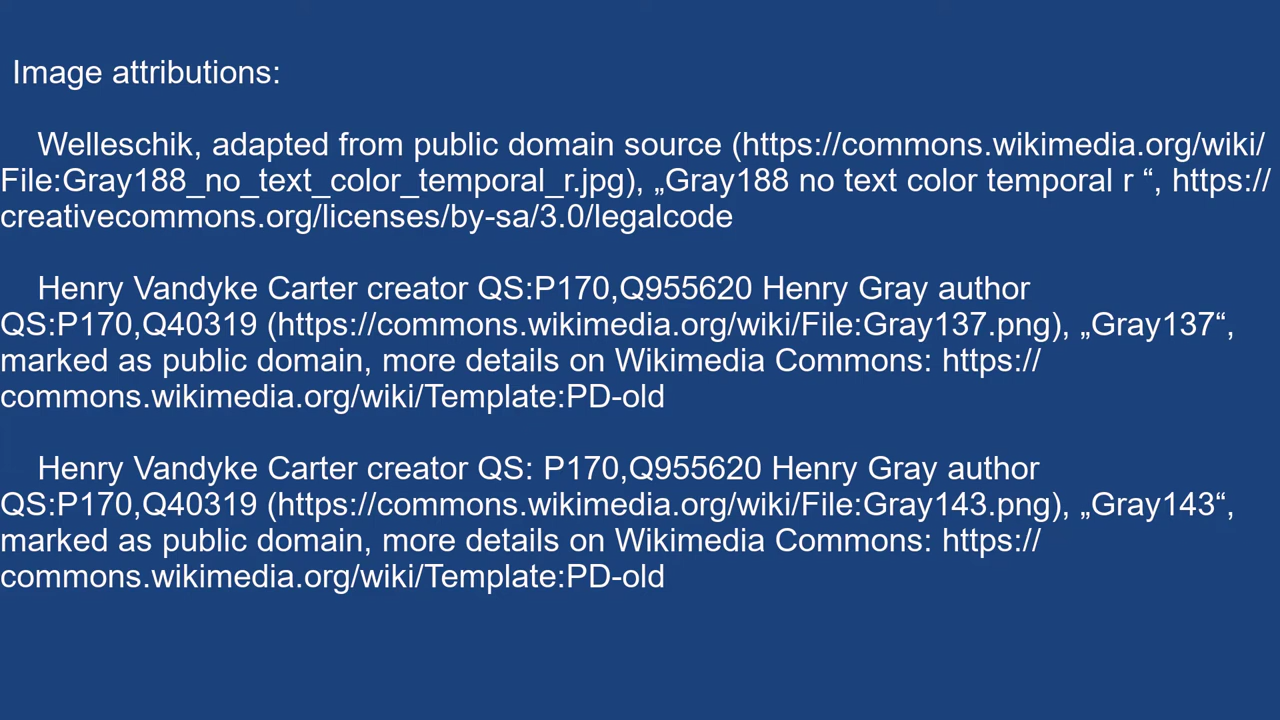 Image attributions:
Welleschik, adapted from public domain source (https://commons.wikimedia.org/wiki/
File:Gray188_no_text_color_temporal_r.jpg), „Gray188 no text color temporal r “, https://
creativecommons.org/licenses/by-sa/3.0/legalcode
Henry Vandyke Carter creator QS:P170,Q955620 Henry Gray author
QS:P170,Q40319 (https://commons.wikimedia.org/wiki/File:Gray137.png), „Gray137“,
marked as public domain, more details on Wikimedia Commons: https://
commons.wikimedia.org/wiki/Template:PD-old
Henry Vandyke Carter creator QS: P170,Q955620 Henry Gray author
QS:P170,Q40319 (https://commons.wikimedia.org/wiki/File:Gray143.png), „Gray143“,
marked as public domain, more details on Wikimedia Commons: https://
commons.wikimedia.org/wiki/Template:PD-old